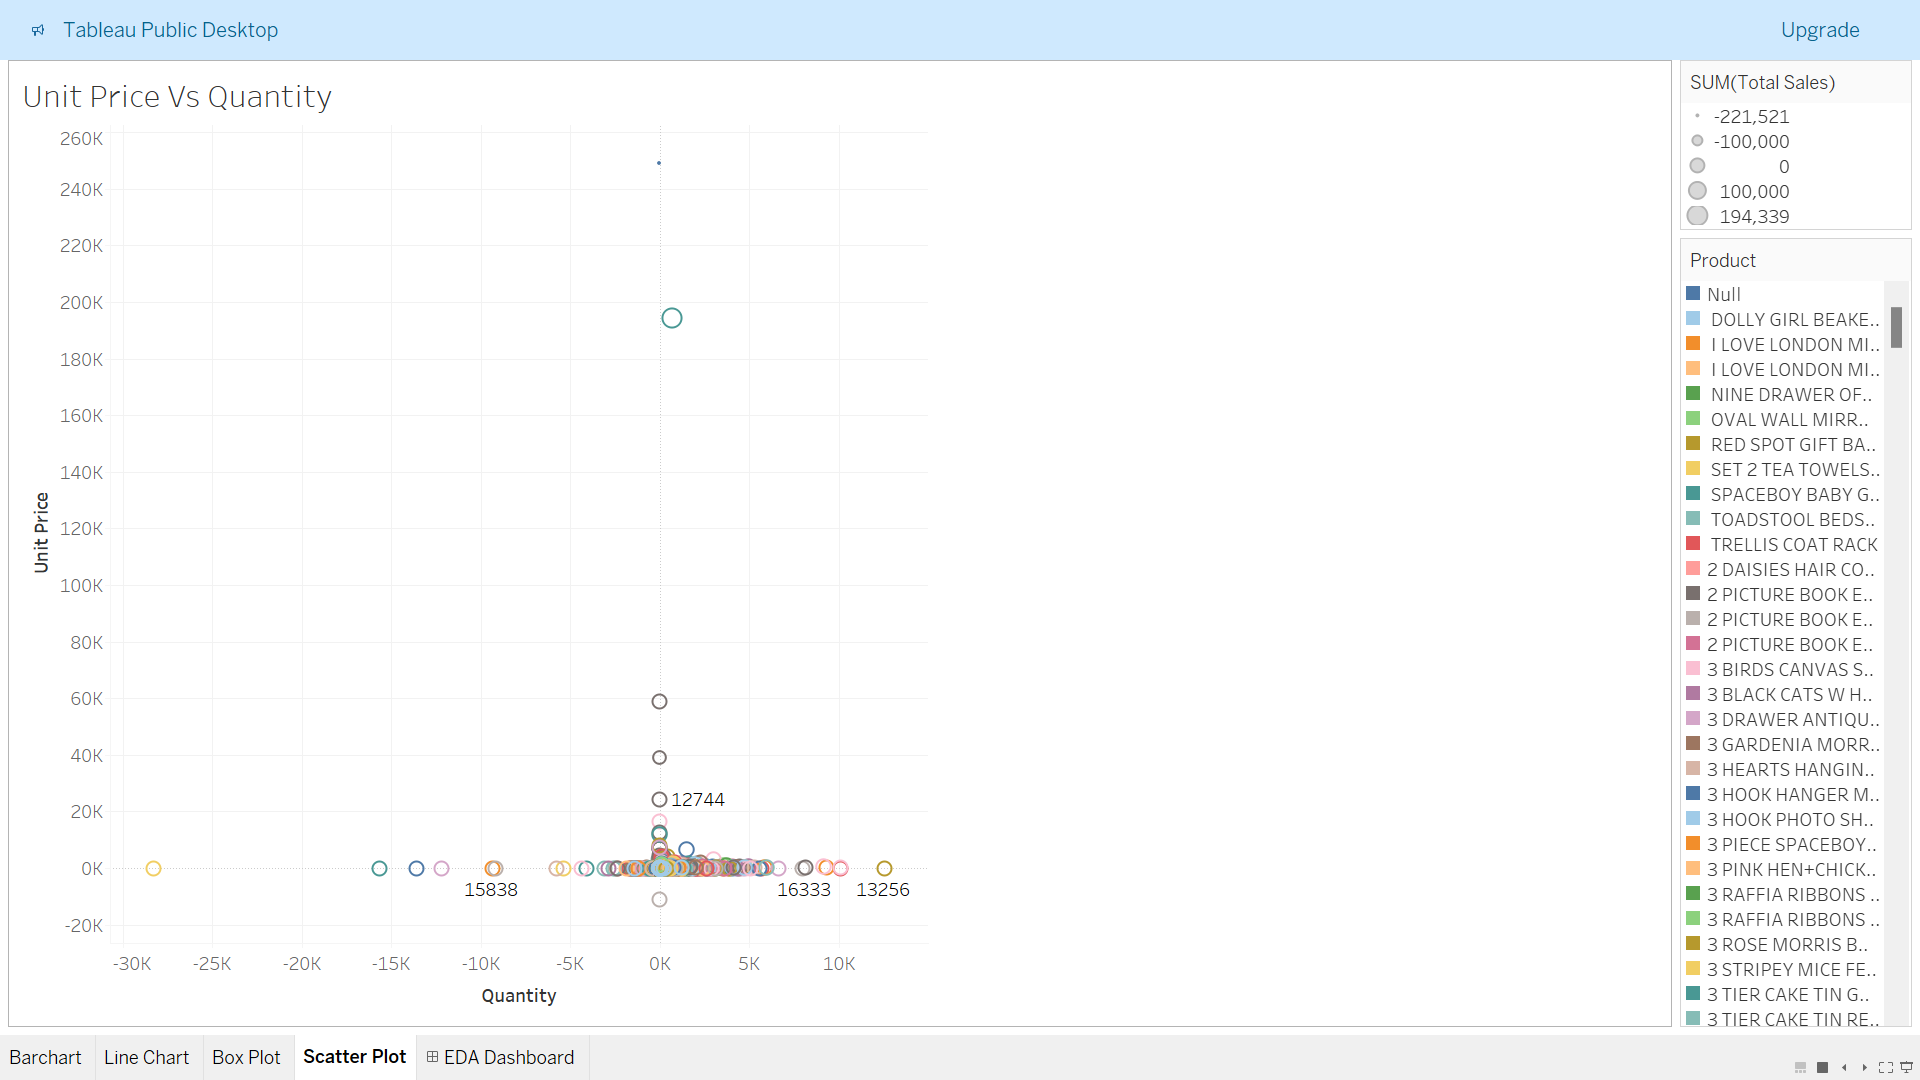 Tableau Public Desktop
Upgrade
Unit Price Vs Quantity
260K
240K
220K
200K
180K
160K
140K
120K
100K
80K
60K
40K
20K
0K
-20K
Unit Price
12744
15838
16333
13256
-30K -25K -20K -15K -10K -5K 0K 5K 10K
Quantity
SUM(Total Sales)
-221,521
-100,000
0
100,000
194,339
Product
Null
DOLLY GIRL BEAKE..
I LOVE LONDON MI..
I LOVE LONDON MI..
NINE DRAWER OF..
OVAL WALL MIRR..
RED SPOT GIFT BA..
SET 2 TEA TOWELS..
SPACEBOY BABY G..
TOADSTOOL BEDS..
TRELLIS COAT RACK
2 DAISIES HAIR CO..
2 PICTURE BOOK E..
2 PICTURE BOOK E..
2 PICTURE BOOK E..
3 BIRDS CANVAS S..
3 BLACK CATS W H..
3 DRAWER ANTIQU..
3 GARDENIA MORR..
3 HEARTS HANGIN..
3 HOOK HANGER M..
3 HOOK PHOTO SH..
3 PIECE SPACEBOY..
3 PINK HEN+CHICK..
3 RAFFIA RIBBONS ..
3 RAFFIA RIBBONS ..
3 ROSE MORRIS B..
3 STRIPEY MICE FE..
3 TIER CAKE TIN G..
3 TIER CAKE TIN RE..
Barchart
Line Chart
Box Plot
Scatter Plot
EDA Dashboard